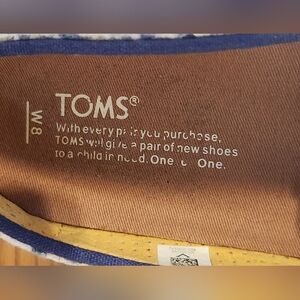 TOMS®
W8
With every pair you purchase,
TOMS will give a pair of new shoes
to a child in need. One for One.